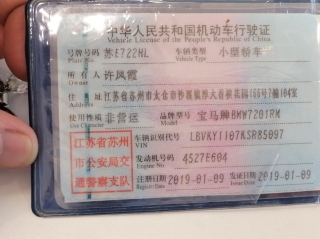 中华人民共和国机动车行驶证
Vehicle License of the People's Republic of China
号牌号码 苏E722NL 车辆类型 小型轿车
Plate No. Vehicle Type
所有人 许凤霞
Owner
住址 江苏省苏州市太仓市沙溪镇
Address
使用性质 非营运 品牌型号 宝马牌BMW7201RM
Use Character Model
江苏省苏州
市公安局交
通警察支队
车辆识别代号 LBVKY1107KSR85097
VIN
发动机号码 4527E604
Engine No.
注册日期 2019-01-09 发证日期 2019-01-09
Register Date Issue Date